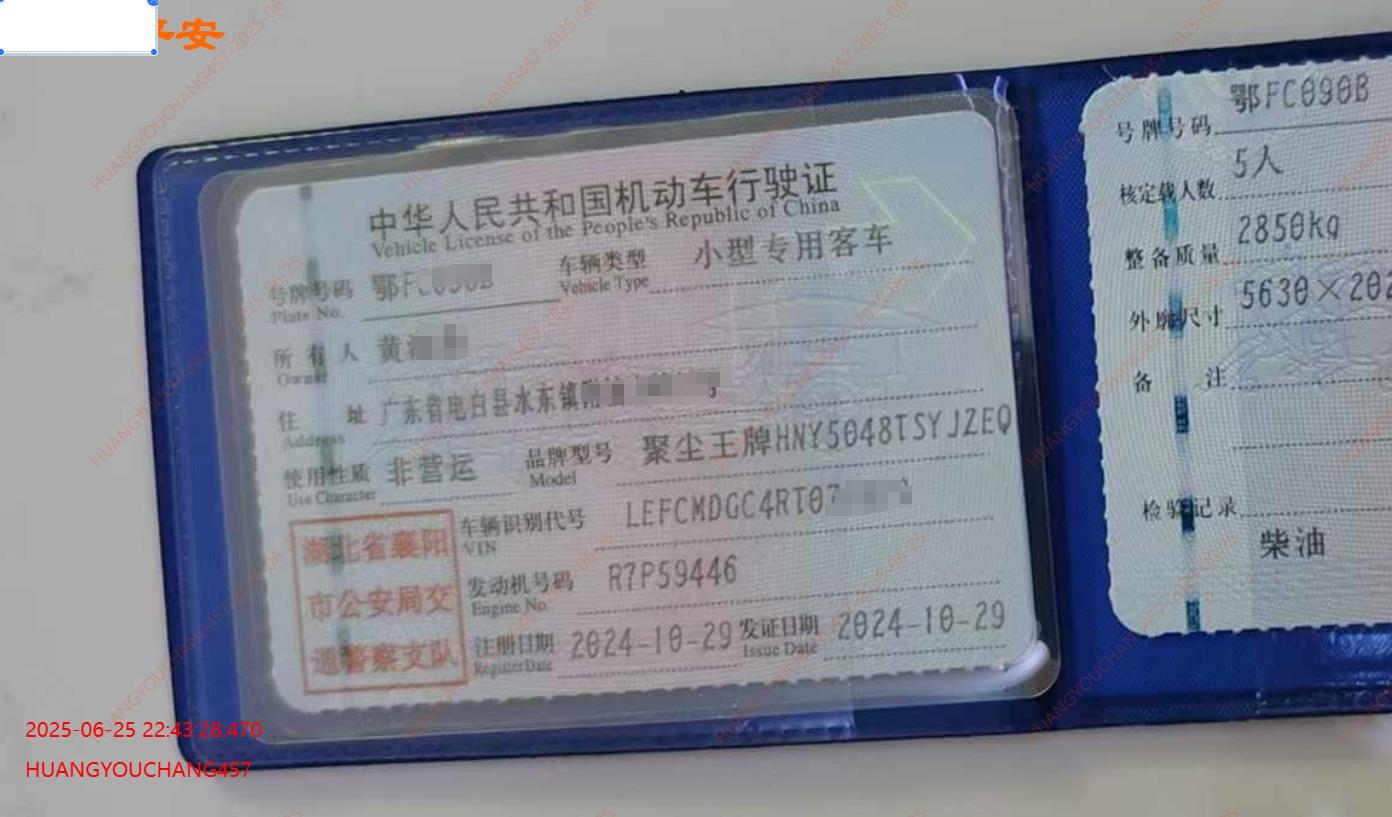 平安
中华人民共和国机动车行驶证
Vehicle License of the People's Republic of China
号牌号码 鄂F 车辆类型 小型专用客车
Plate No. Vehicle Type
所有人 黄
Owner
住址 广东省电白县水东镇
Address
使用性质 非营运 品牌型号 聚尘王牌HNY5048TSYJZEQ
Use Character Model
车辆识别代号 LEFCMDGC4RT07
VIN
湖北省襄阳
市公安局交
通警察支队
发动机号码 R7P59446
Engine No.
注册日期 2024-10-29 发证日期 2024-10-29
Register Date Issue Date
号牌号码 鄂FC090B
核定载人数 5人
整备质量 2850kg
外廓尺寸 5630×202
备注
检验记录
柴油
2025-06-25 22:43:28:470
HUANGYOUCHANG457
HUANGYOUCHANG457-2025-06-25